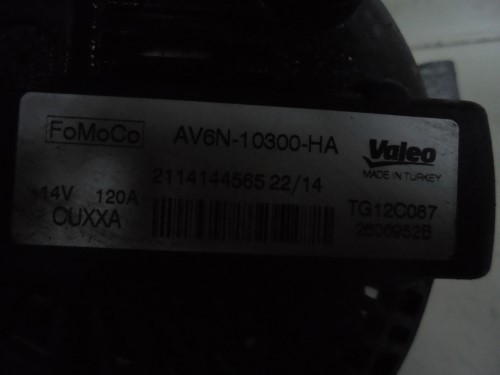 FoMoCo AV6N-10300-HA Valeo
MADE IN TURKEY
2114144565 22/14
14V 120A TG12C087
CUXXA